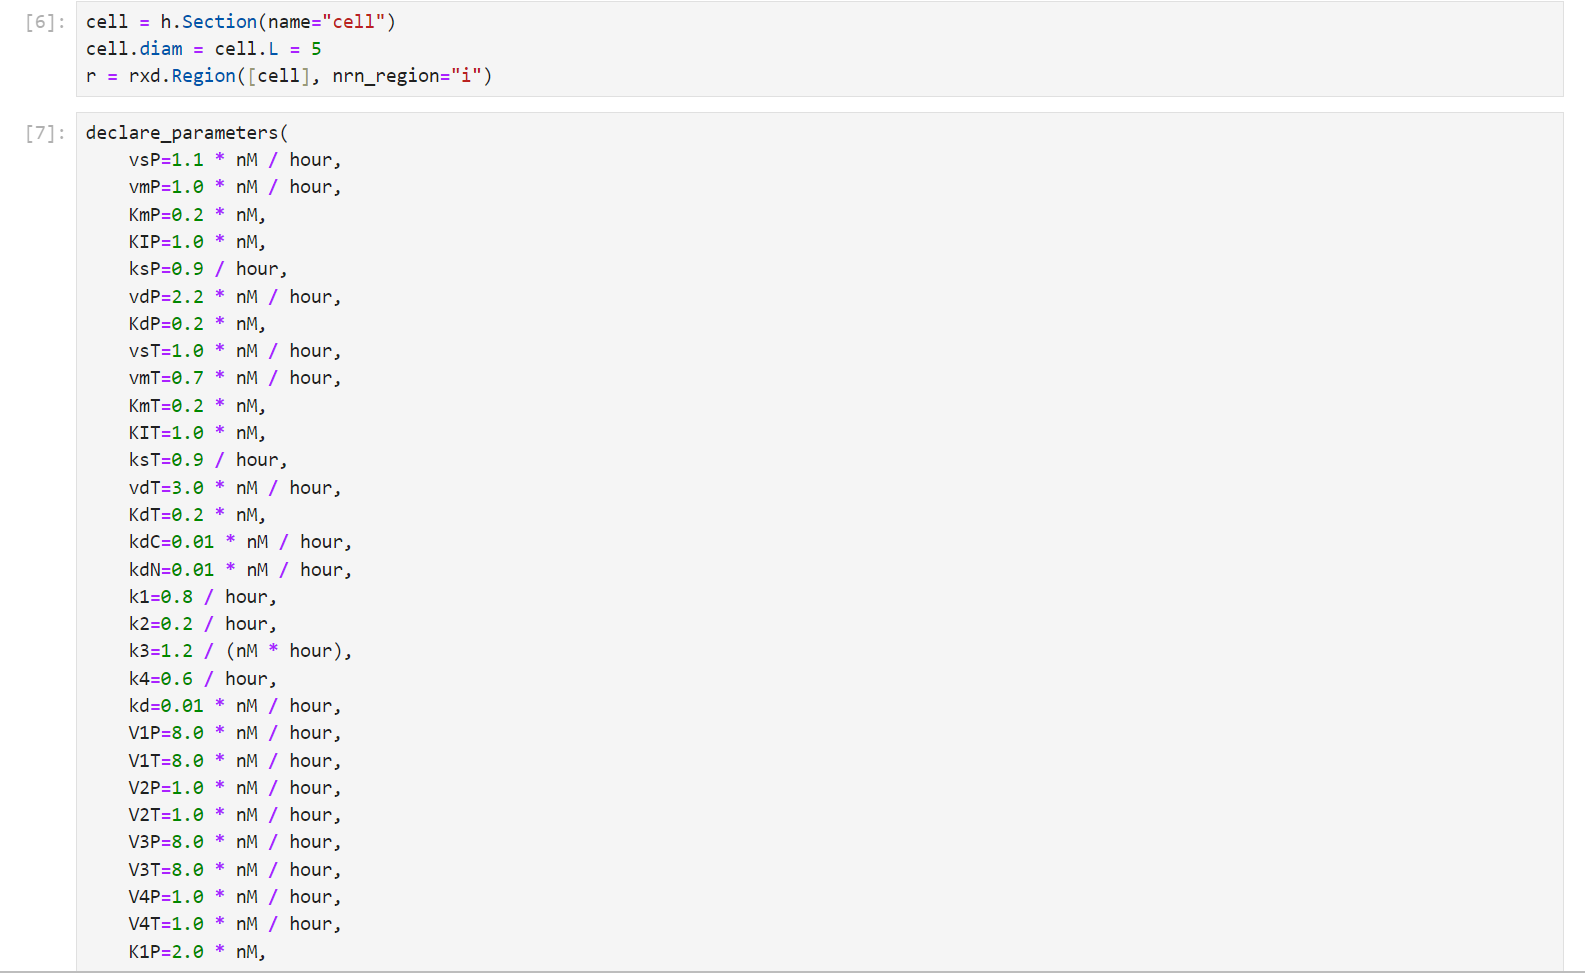 [6]: cell = h.Section(name="cell")
cell.diam = cell.L = 5
r = rxd.Region([cell], nrn_region="i")
[7]: declare_parameters(
    vsP=1.1 * nM / hour,
    vmP=1.0 * nM / hour,
    KmP=0.2 * nM,
    KIP=1.0 * nM,
    ksP=0.9 / hour,
    vdP=2.2 * nM / hour,
    KdP=0.2 * nM,
    vsT=1.0 * nM / hour,
    vmT=0.7 * nM / hour,
    KmT=0.2 * nM,
    KIT=1.0 * nM,
    ksT=0.9 / hour,
    vdT=3.0 * nM / hour,
    KdT=0.2 * nM,
    kdC=0.01 * nM / hour,
    kdN=0.01 * nM / hour,
    k1=0.8 / hour,
    k2=0.2 / hour,
    k3=1.2 / (nM * hour),
    k4=0.6 / hour,
    kd=0.01 * nM / hour,
    V1P=8.0 * nM / hour,
    V1T=8.0 * nM / hour,
    V2P=1.0 * nM / hour,
    V2T=1.0 * nM / hour,
    V3P=8.0 * nM / hour,
    V3T=8.0 * nM / hour,
    V4P=1.0 * nM / hour,
    V4T=1.0 * nM / hour,
    K1P=2.0 * nM,